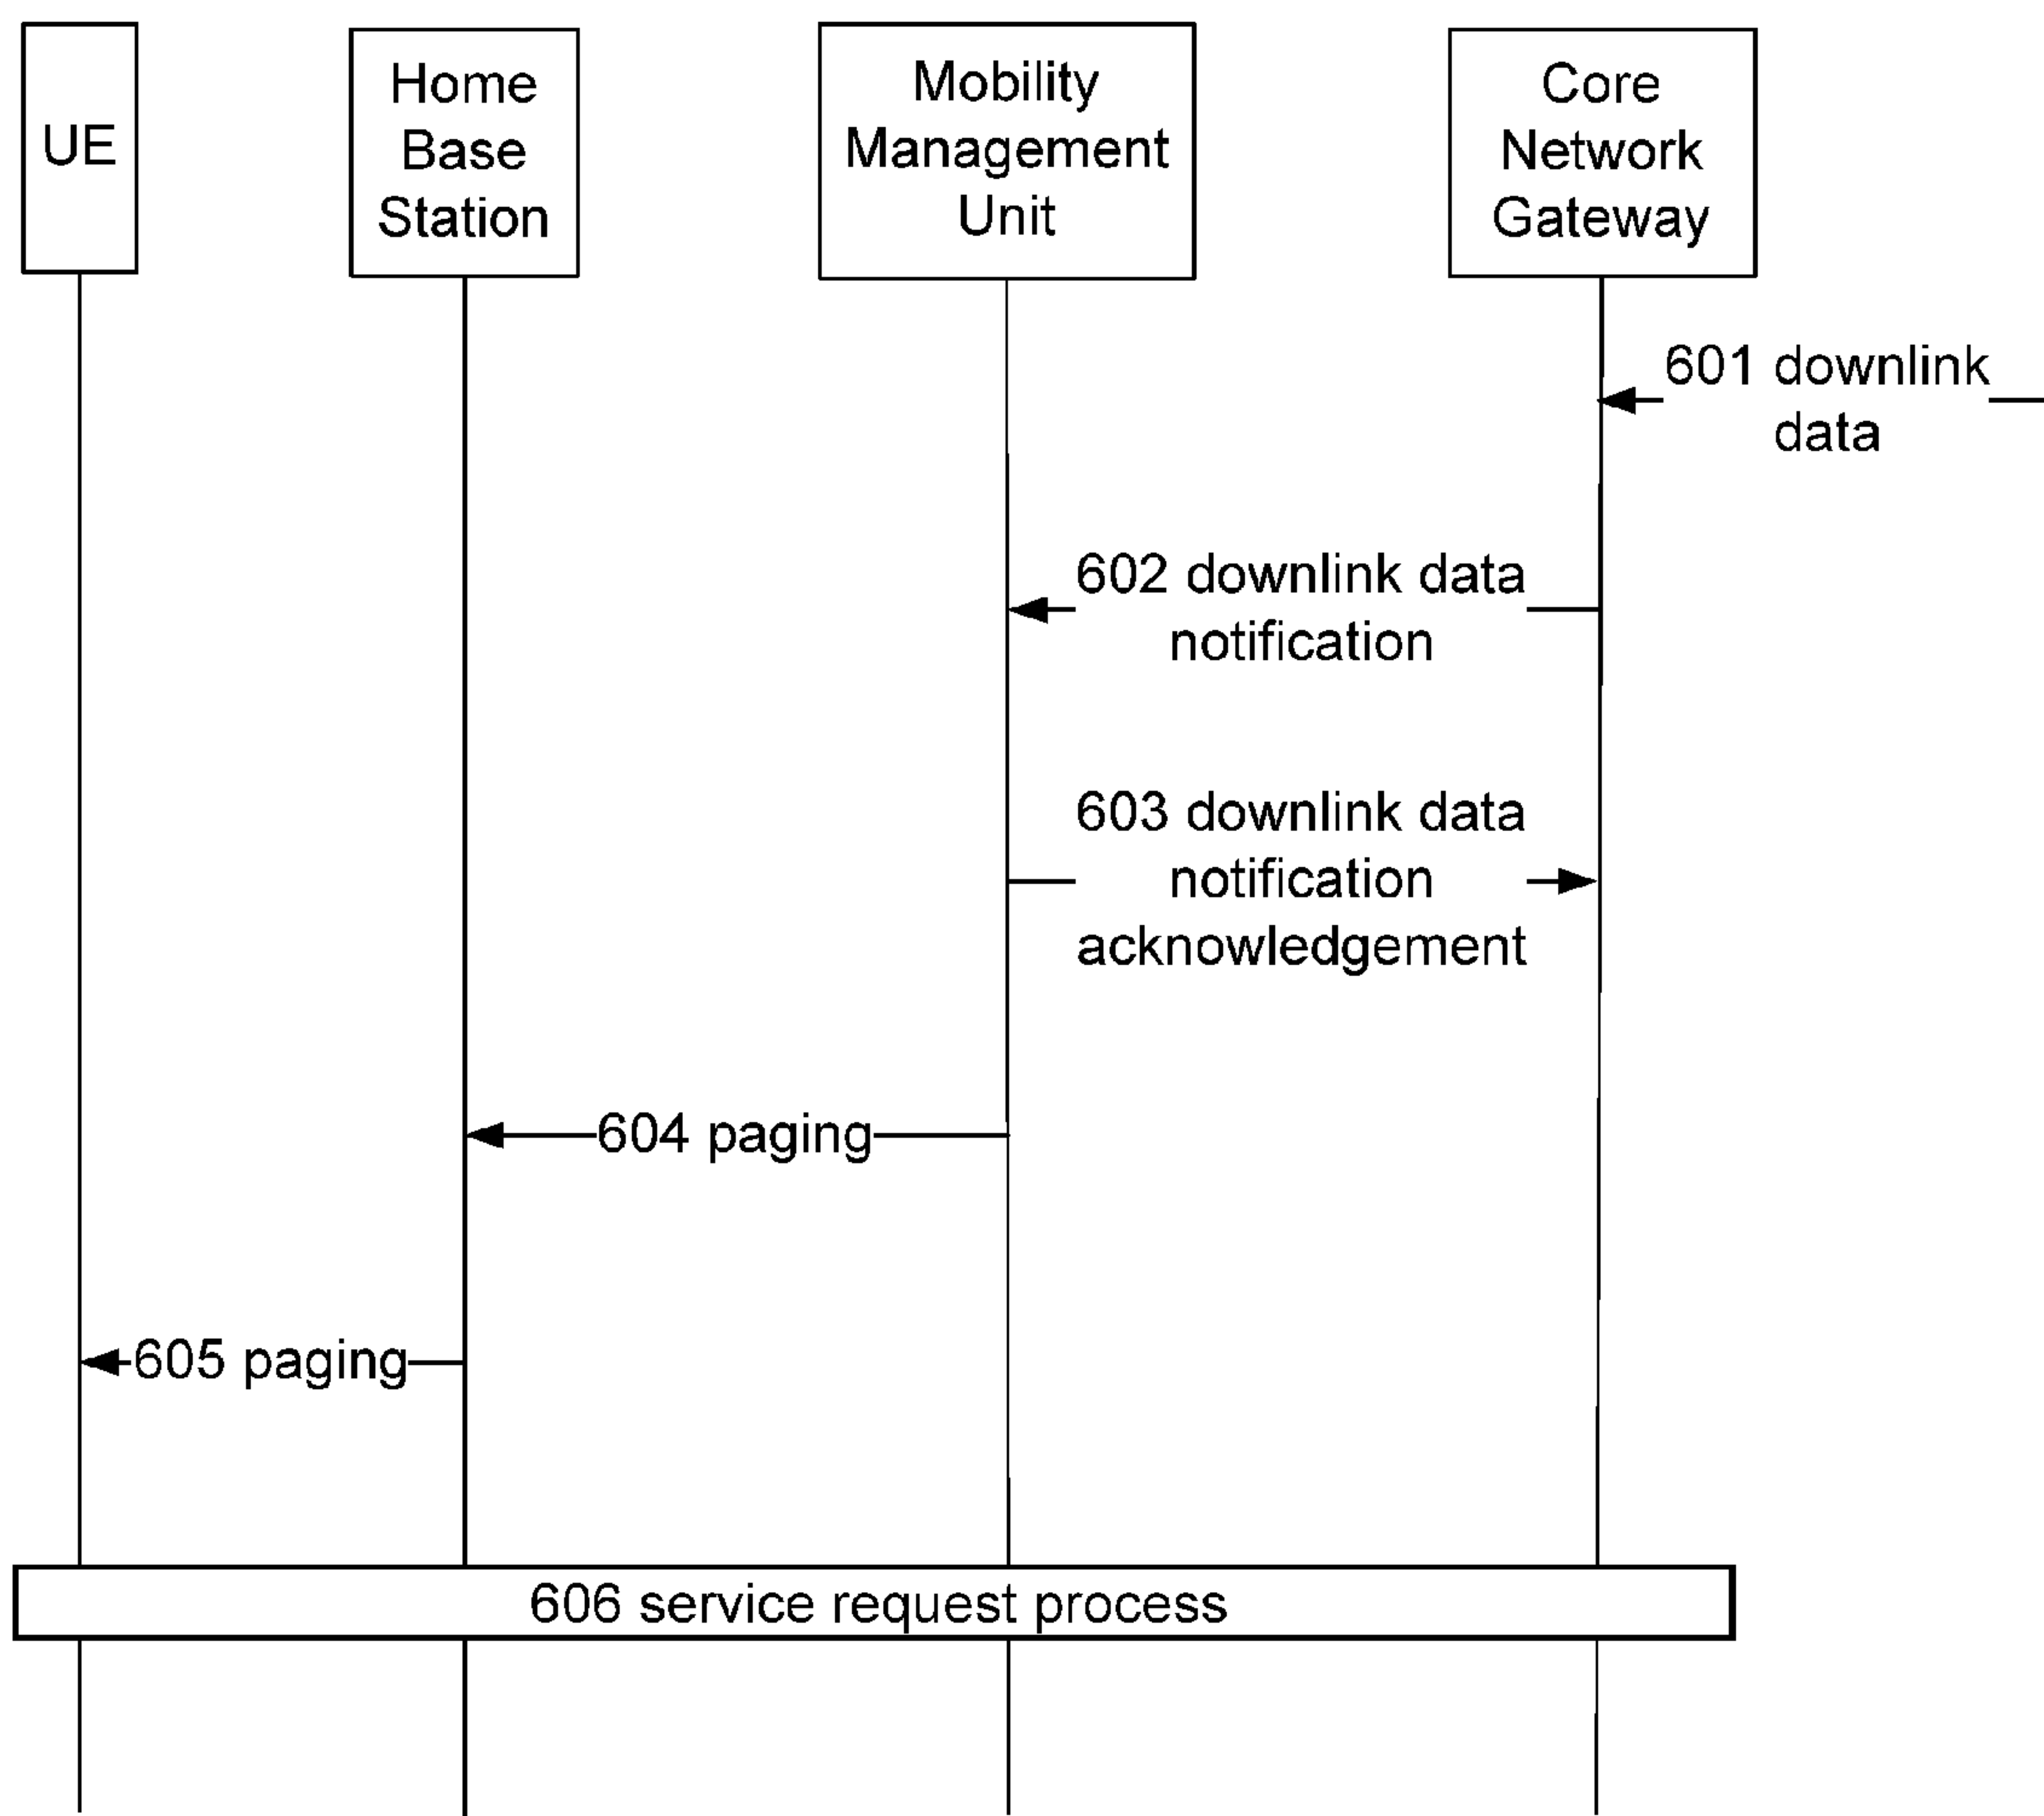 UE
Home
Base
Station
Mobility
Management
Unit
Core
Network
Gateway
601 downlink
data
602 downlink data
notification
603 downlink data
notification
acknowledgement
604 paging
605 paging
606 service request process